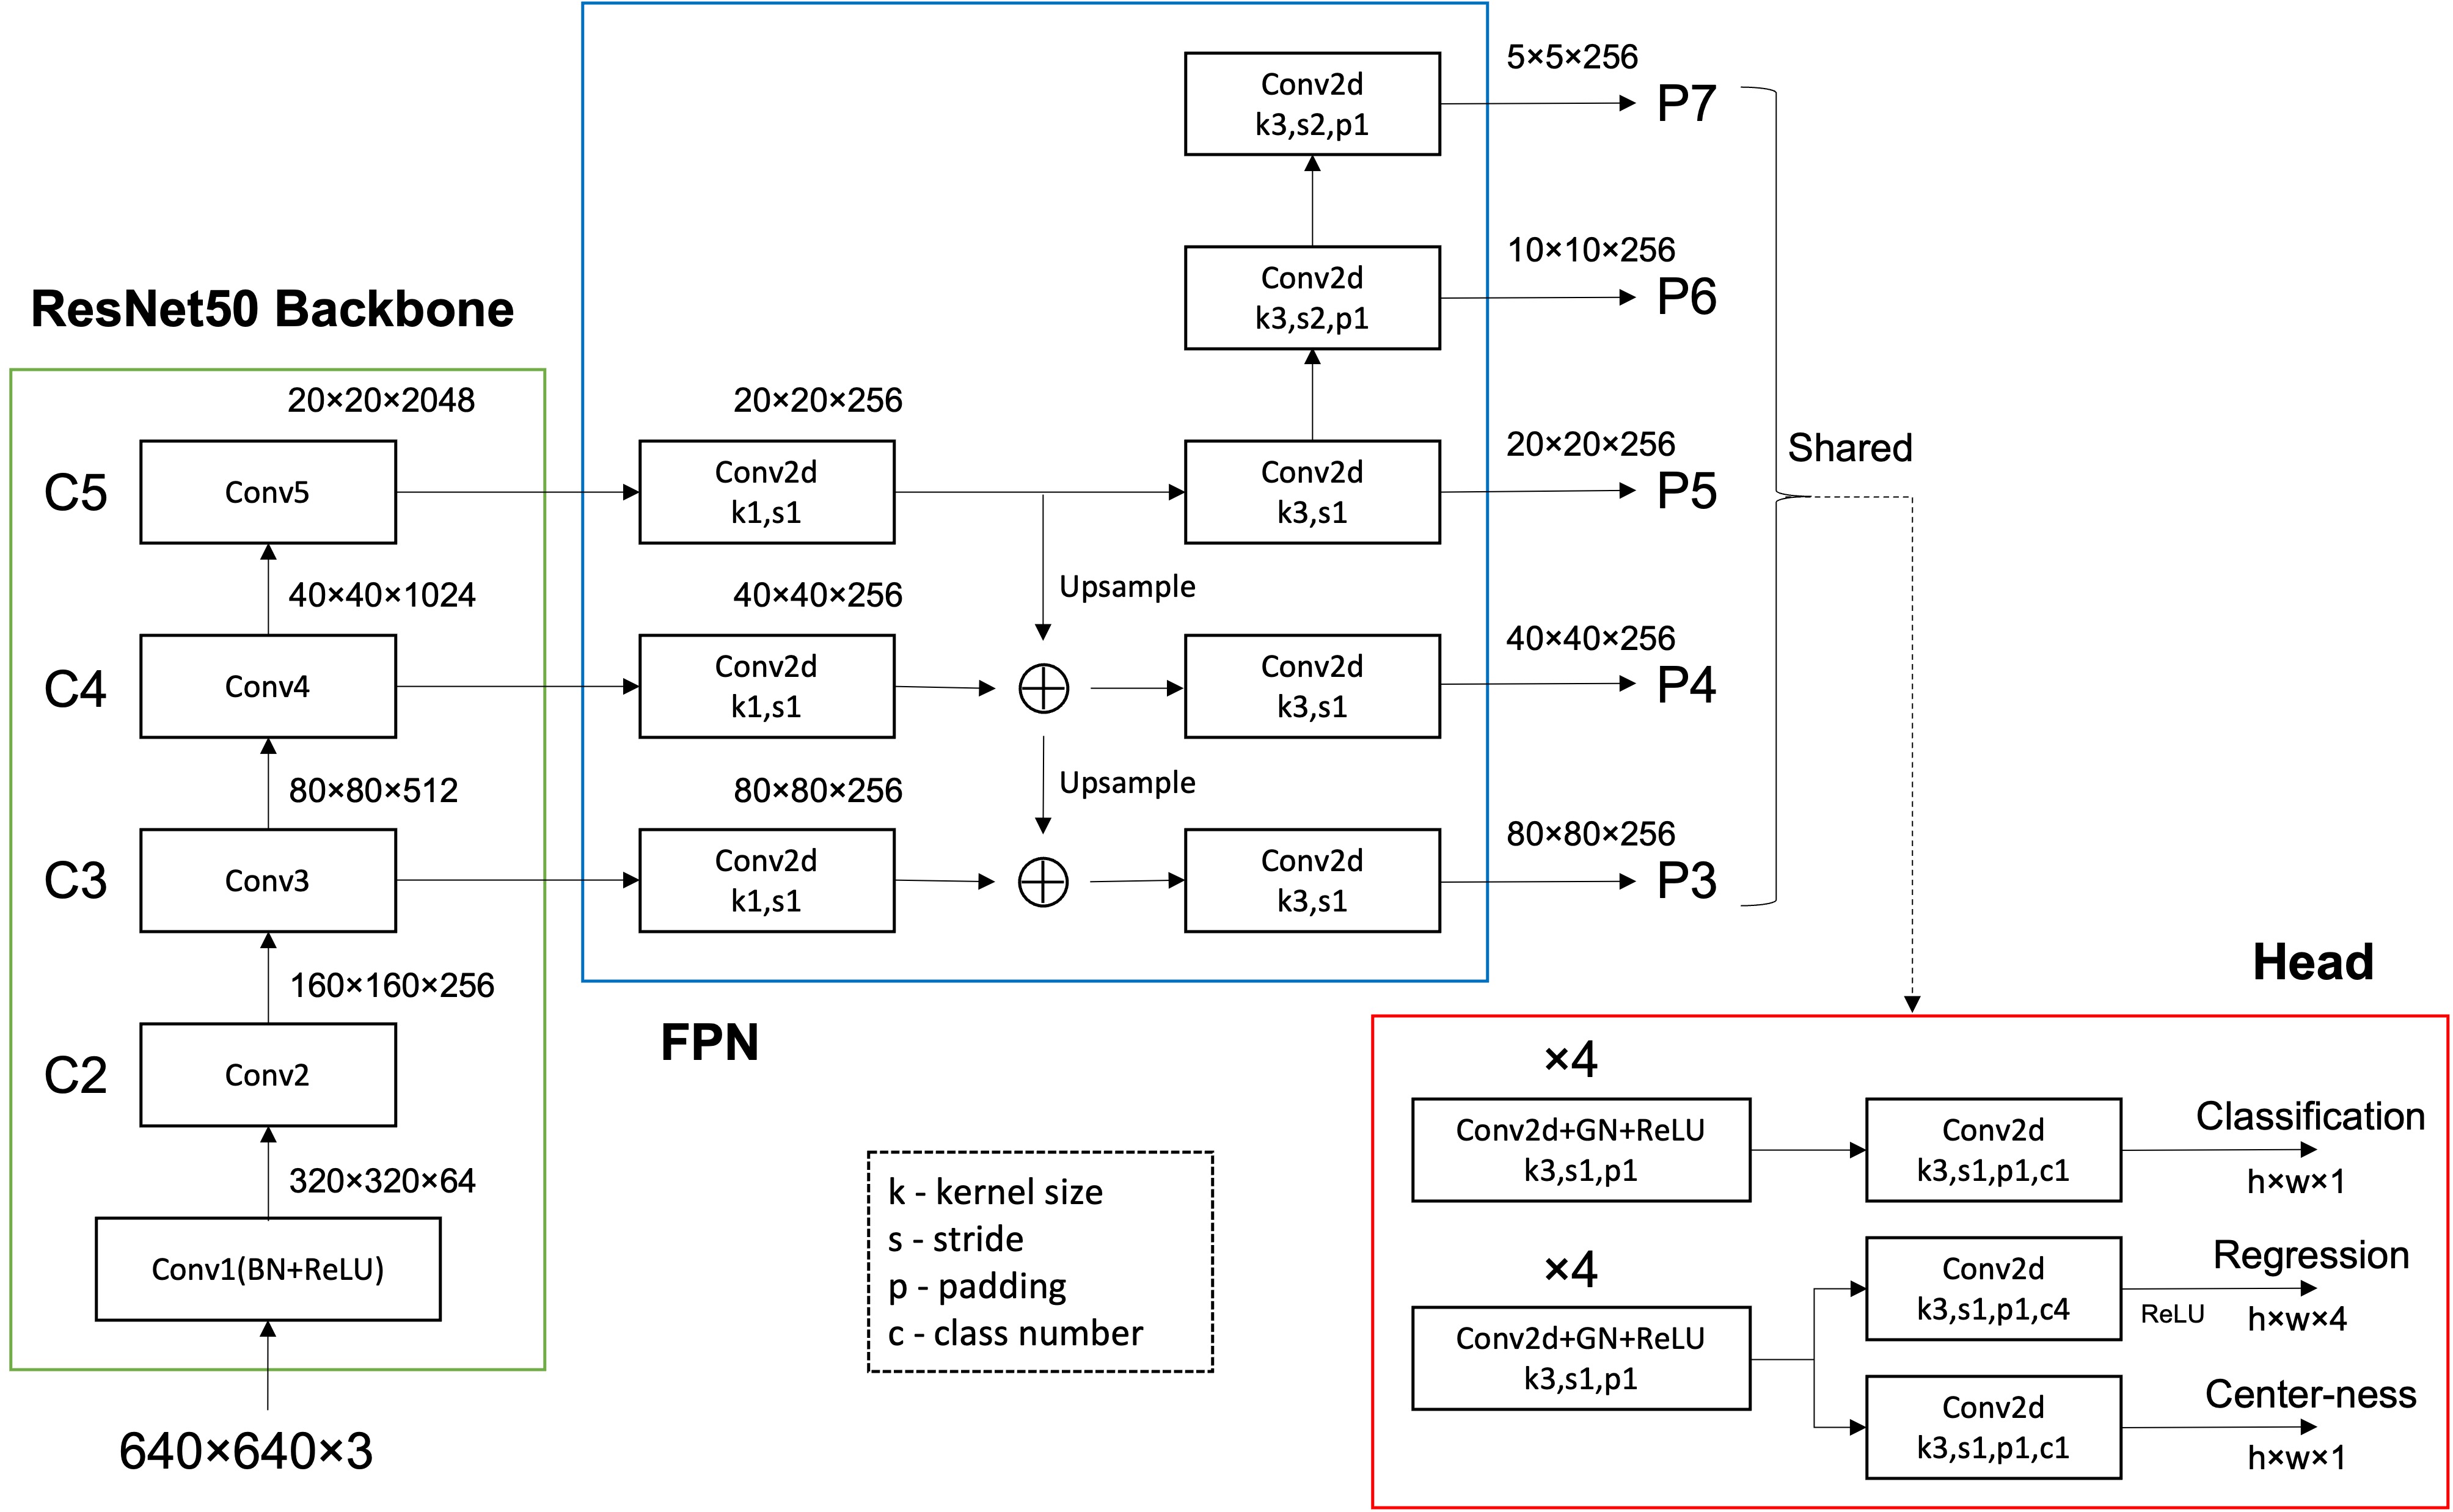 ResNet50 Backbone
20×20×2048
C5
Conv5
40×40×1024
C4
Conv4
80×80×512
C3
Conv3
160×160×256
C2
Conv2
320×320×64
Conv1(BN+ReLU)
640×640×3
FPN
20×20×256
Conv2d
k1,s1
40×40×256
Conv2d
k1,s1
80×80×256
Conv2d
k1,s1
Upsample
Upsample
Conv2d
k3,s2,p1
Conv2d
k3,s2,p1
Conv2d
k3,s1
Conv2d
k3,s1
Conv2d
k3,s1
5×5×256
P7
10×10×256
P6
20×20×256
P5
40×40×256
P4
80×80×256
P3
Shared
k - kernel size
s - stride
p - padding
c - class number
Head
×4
Conv2d+GN+ReLU
k3,s1,p1
Conv2d
k3,s1,p1,c1
Classification
h×w×1
×4
Conv2d+GN+ReLU
k3,s1,p1
Conv2d
k3,s1,p1,c4
ReLU
Regression
h×w×4
Conv2d
k3,s1,p1,c1
Center-ness
h×w×1